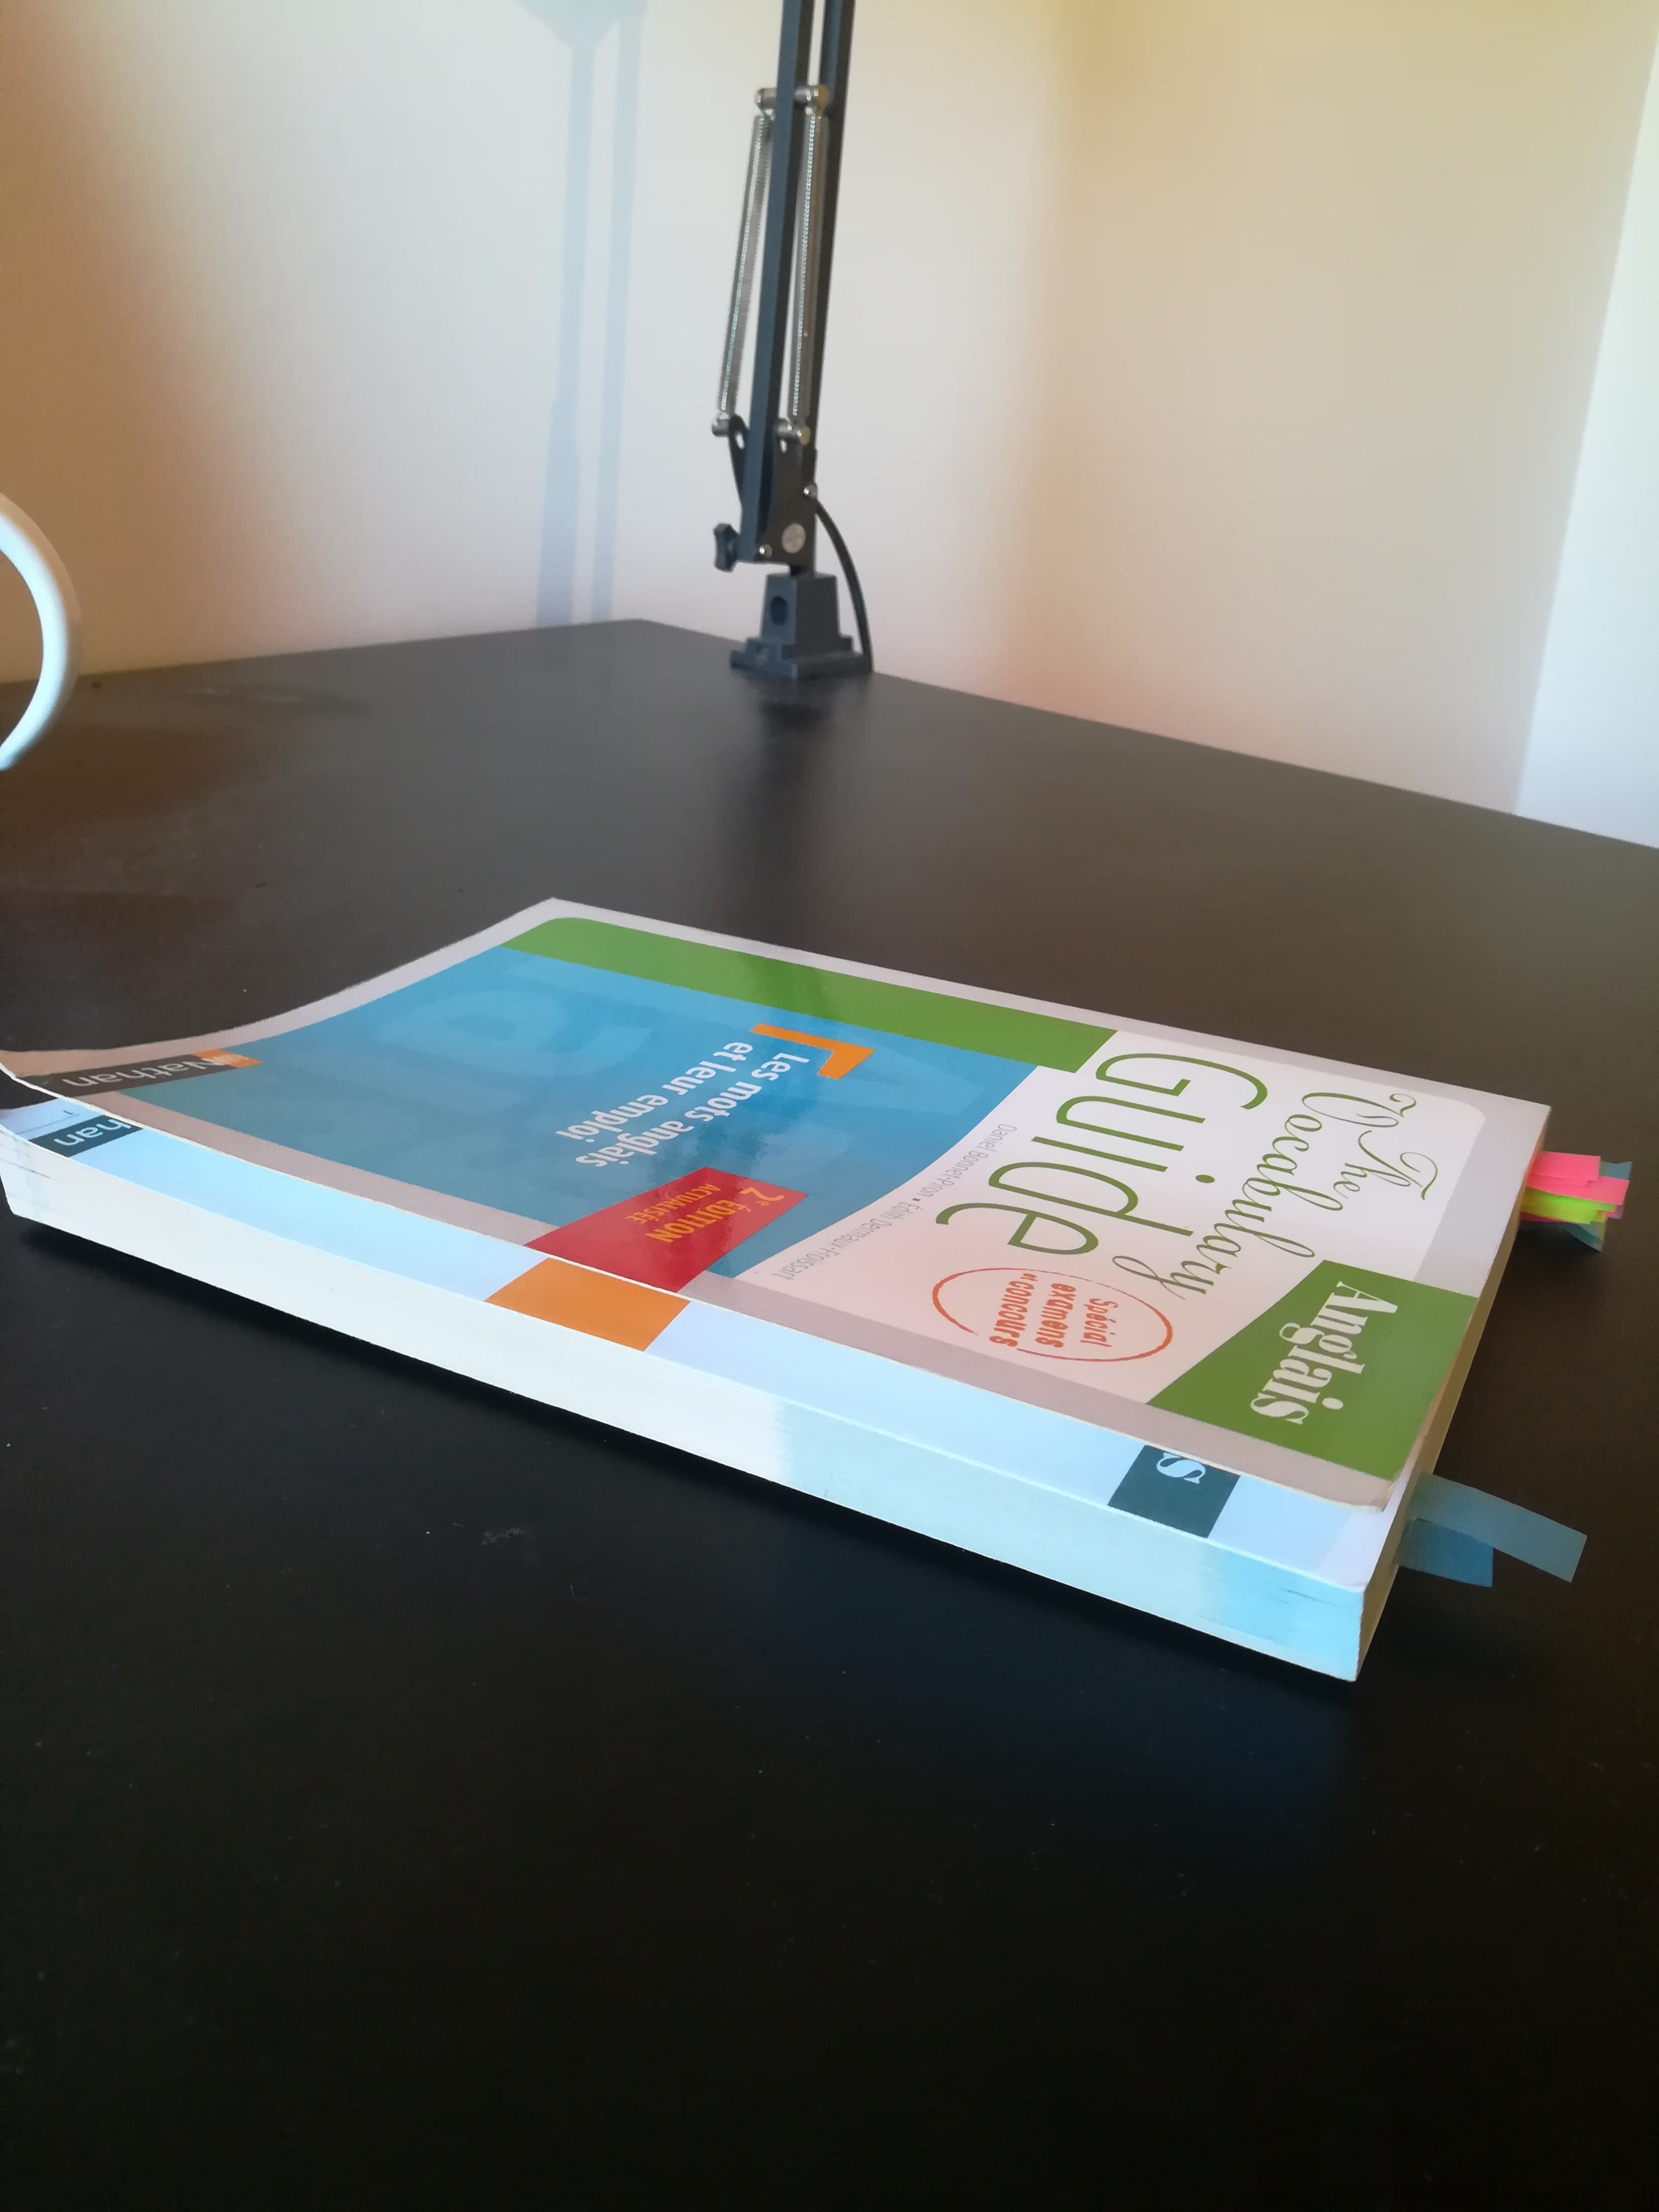 Anglais
The
Vocabulary
Guide
Spécial
examens
et concours
Daniel Bonnet-Piron • Edith Dermaux-Froissart
Les mots anglais
et leur emploi
2e ÉDITION
ACTUALISÉE
Nathan
s
han